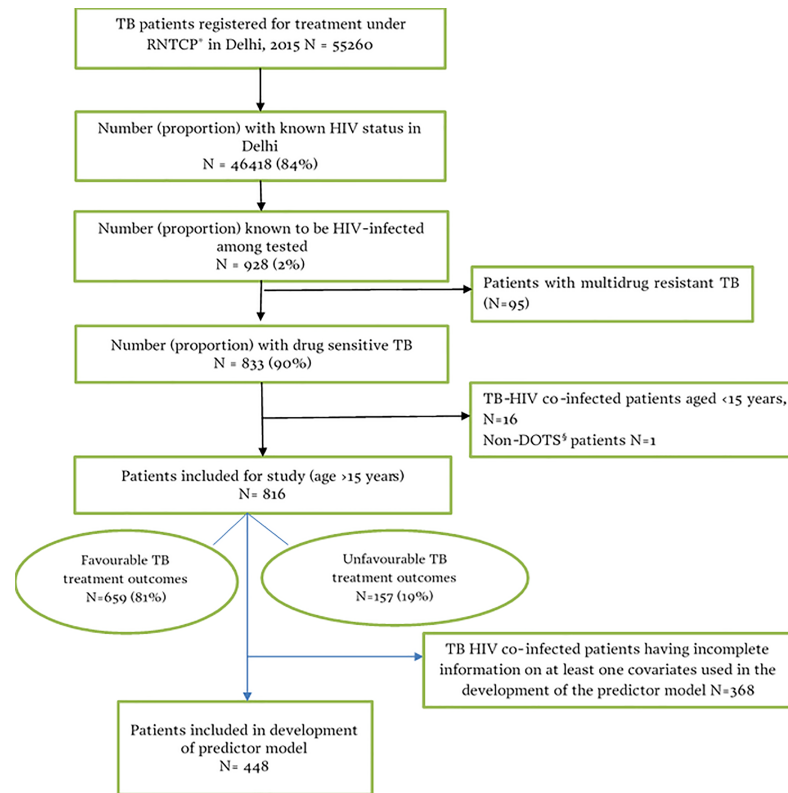 TB patients registered for treatment under
RNTCP* in Delhi, 2015 N = 55260
Number (proportion) with known HIV status in
Delhi
N = 46418 (84%)
Number (proportion) known to be HIV-infected
among tested
N = 928 (2%)
Patients with multidrug resistant TB
(N=95)
Number (proportion) with drug sensitive TB
N = 833 (90%)
TB-HIV co-infected patients aged <15 years,
N=16
Non-DOTS§ patients N=1
Patients included for study (age >15 years)
N= 816
Favourable TB
treatment outcomes
N=659 (81%)
Unfavourable TB
treatment outcomes
N=157 (19%)
TB HIV co-infected patients having incomplete
information on at least one covariates used in the
development of the predictor model N=368
Patients included in development
of predictor model
N= 448